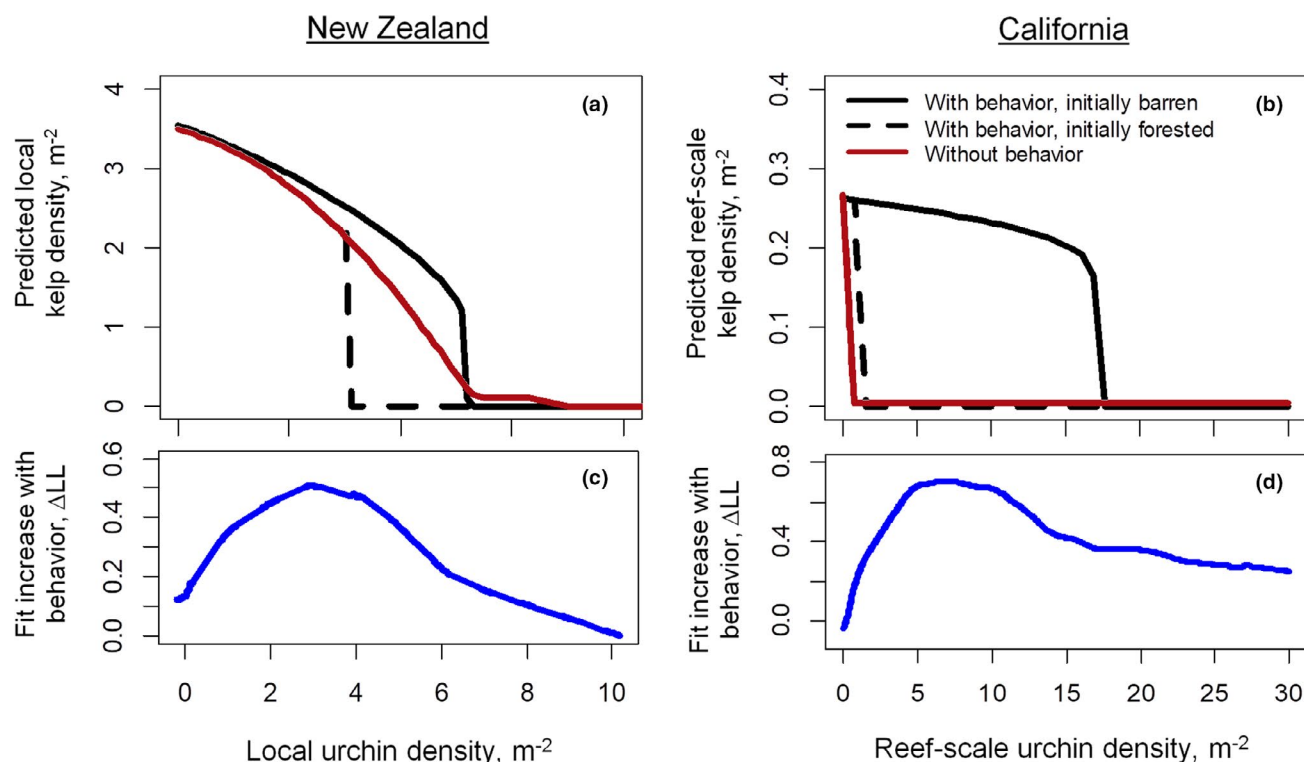 New Zealand
California
(a)
Predicted local
kelp density, m-2
4
3
2
1
0
(b)
With behavior, initially barren
With behavior, initially forested
Without behavior
Predicted reef-scale
kelp density, m-2
0.4
0.3
0.2
0.1
0.0
(c)
Fit increase with
behavior, ΔLL
0.6
0.4
0.2
0.0
0 2 4 6 8 10
Local urchin density, m-2
(d)
Fit increase with
behavior, ΔLL
0.8
0.4
0.0
0 5 10 15 20 25 30
Reef-scale urchin density, m-2